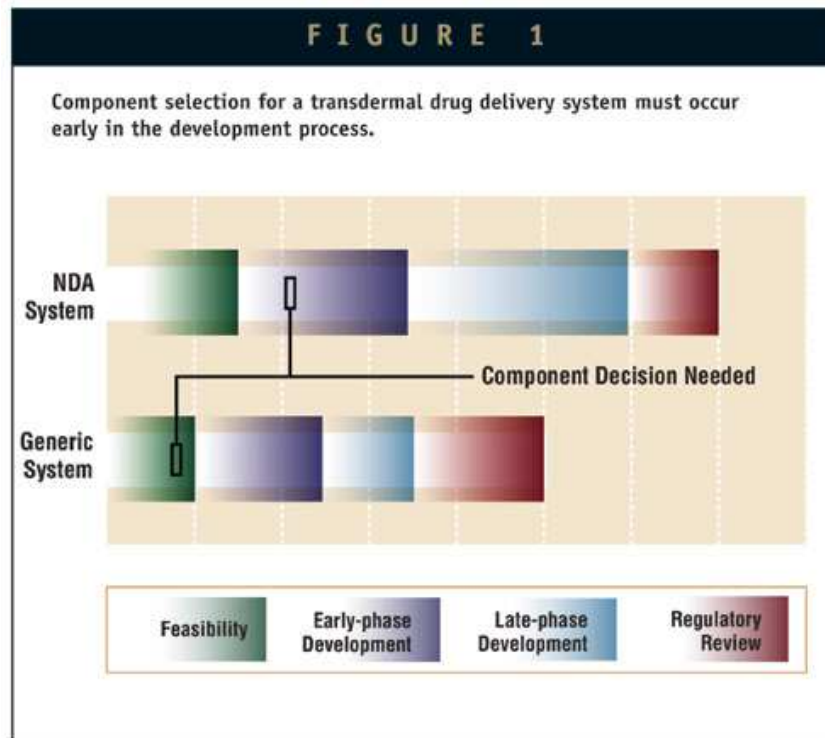 FIGURE 1
Component selection for a transdermal drug delivery system must occur
early in the development process.
NDA
System
Component Decision Needed
Generic
System
Feasibility
Early-phase
Development
Late-phase
Development
Regulatory
Review